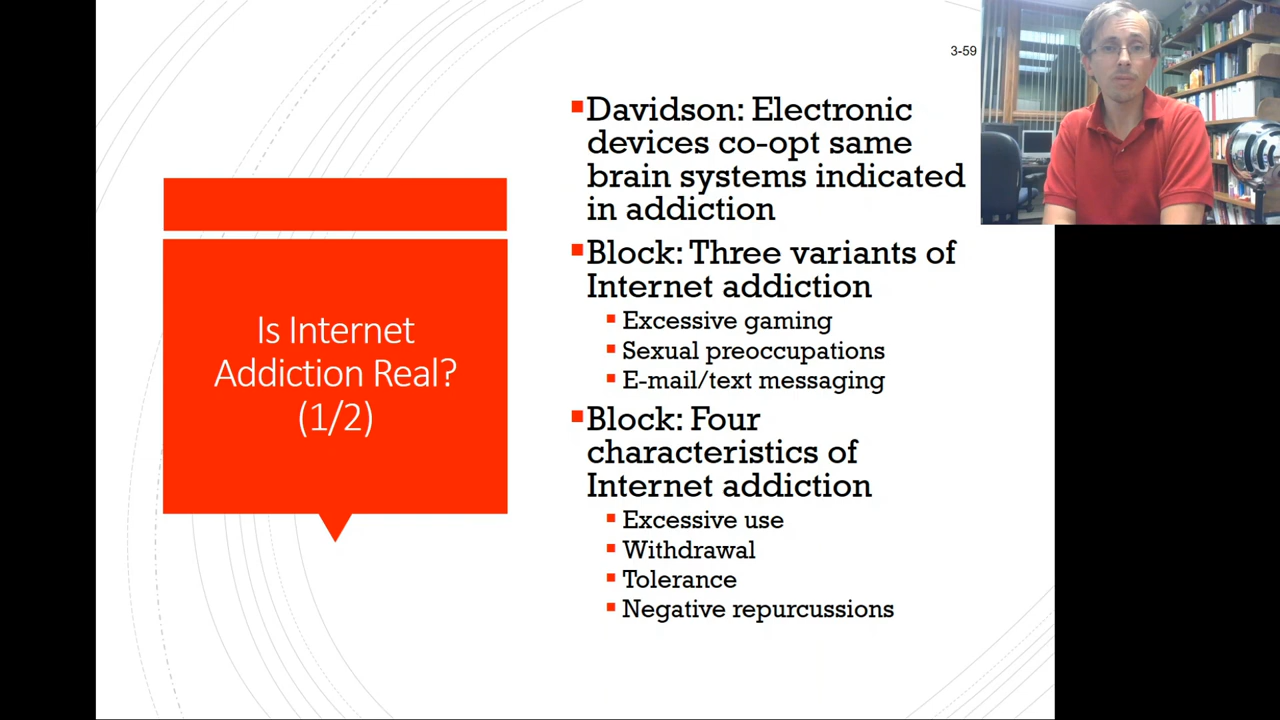 3-59
Is Internet
Addiction Real?
(1/2)
Davidson: Electronic
devices co-opt same
brain systems indicated
in addiction
Block: Three variants of
Internet addiction
Excessive gaming
Sexual preoccupations
E-mail/text messaging
Block: Four
characteristics of
Internet addiction
Excessive use
Withdrawal
Tolerance
Negative repurcussions